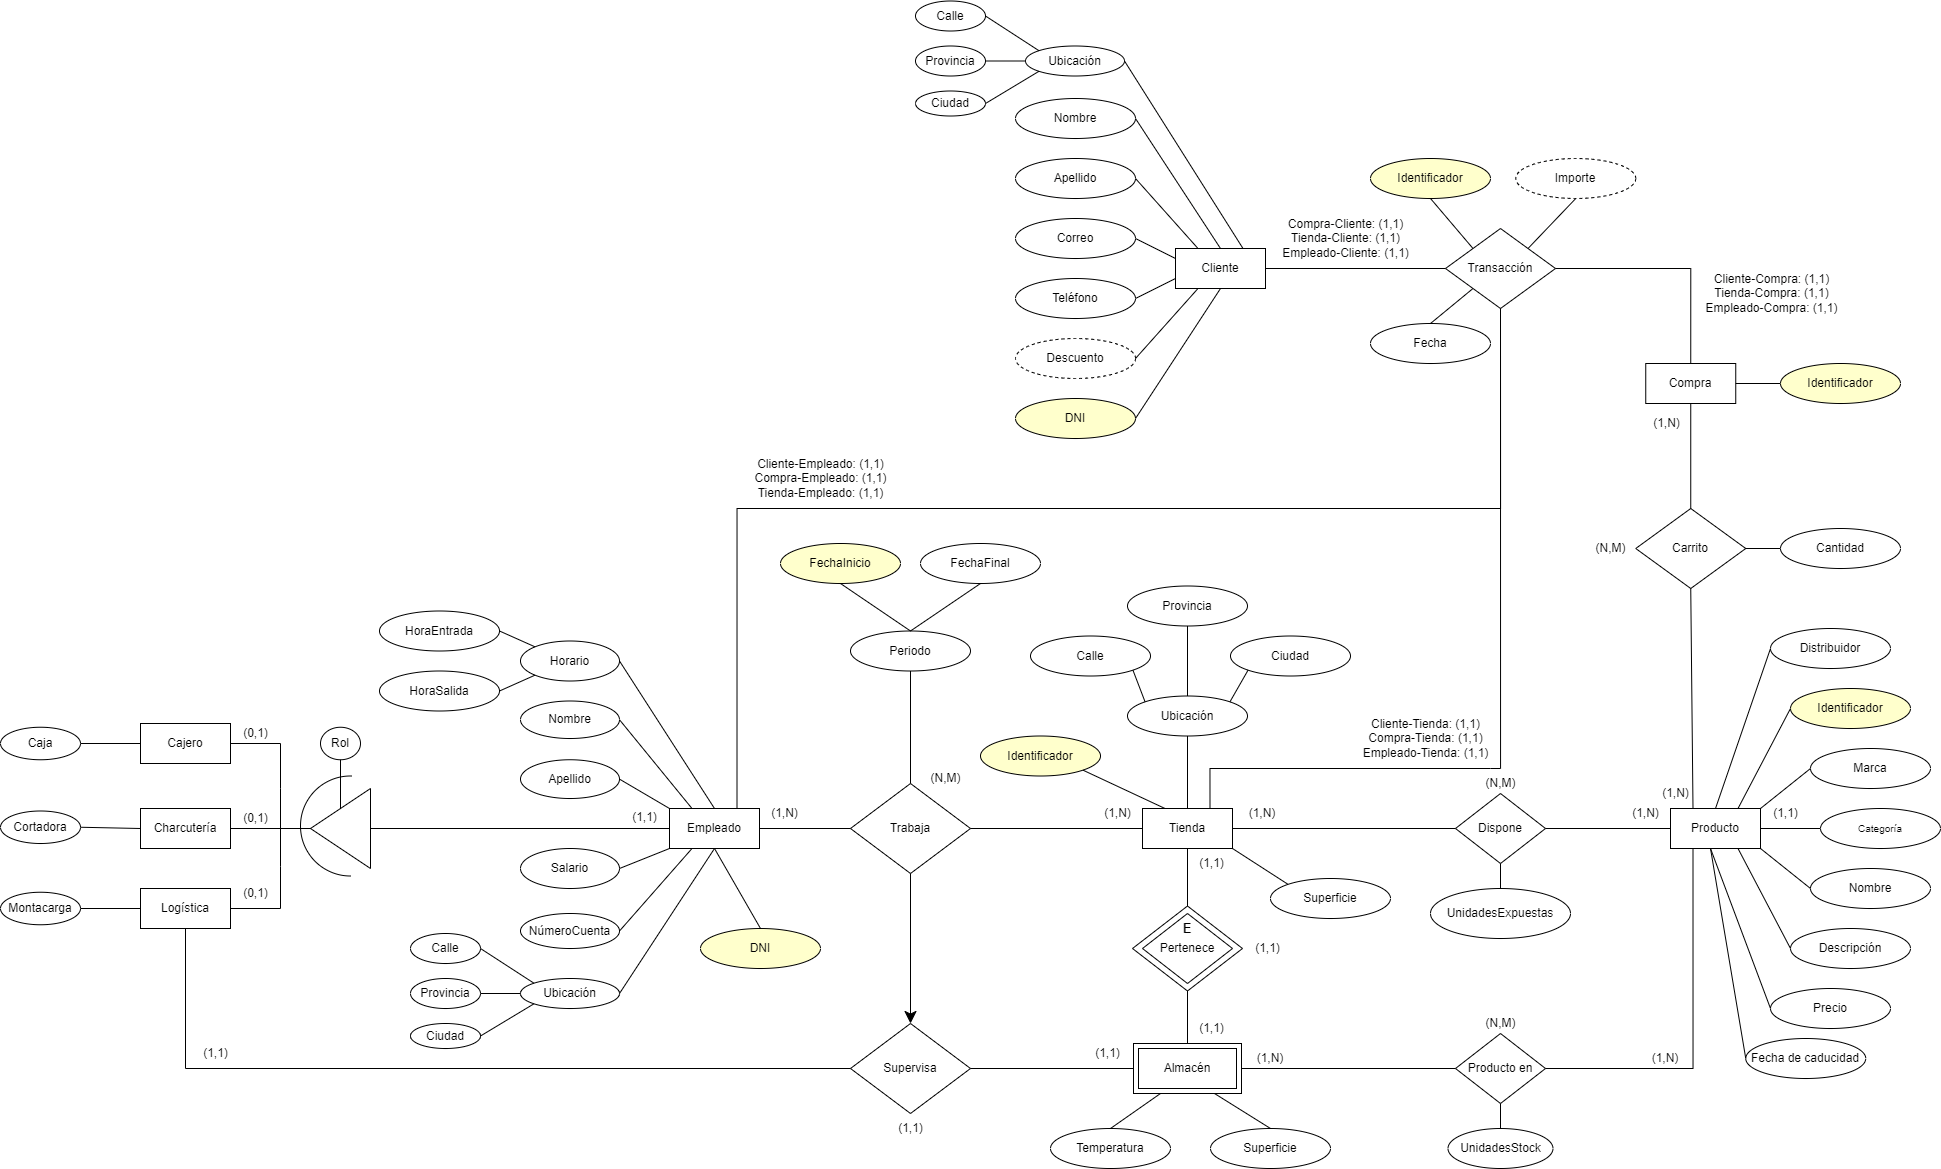 Calle
Provincia
Ubicación
Ciudad
Nombre
Apellido
Correo
Teléfono
Descuento
DNI
Cliente
Compra-Cliente: (1,1)
Tienda-Cliente: (1,1)
Empleado-Cliente: (1,1)
Identificador
Importe
Transacción
Fecha
Cliente-Compra: (1,1)
Tienda-Compra: (1,1)
Empleado-Compra: (1,1)
Compra
Identificador
(1,N)
Cliente-Empleado: (1,1)
Compra-Empleado: (1,1)
Tienda-Empleado: (1,1)
(N,M)
Carrito
Cantidad
FechaInicio
FechaFinal
Periodo
Provincia
Calle
Ciudad
Ubicación
Identificador
Cliente-Tienda: (1,1)
Compra-Tienda: (1,1)
Empleado-Tienda: (1,1)
HoraEntrada
Horario
HoraSalida
Nombre
Apellido
Caja
Cajero
(0,1)
Rol
Cortadora
Charcutería
(0,1)
Montacarga
Logística
(0,1)
(1,1)
Empleado
(1,N)
(N,M)
Trabaja
(1,N)
Tienda
(1,N)
(N,M)
Dispone
(1,N)
(1,N)
Producto
(1,1)
Distribuidor
Identificador
Marca
Categoría
Nombre
Descripción
Precio
Fecha de caducidad
Salario
NúmeroCuenta
DNI
Calle
Provincia
Ubicación
Ciudad
(1,1)
Superficie
UnidadesExpuestas
E
Pertenece
(1,1)
(1,1)
(1,1)
Supervisa
(1,1)
(1,1)
Almacén
(1,N)
(N,M)
Producto en
(1,N)
Temperatura
Superficie
UnidadesStock